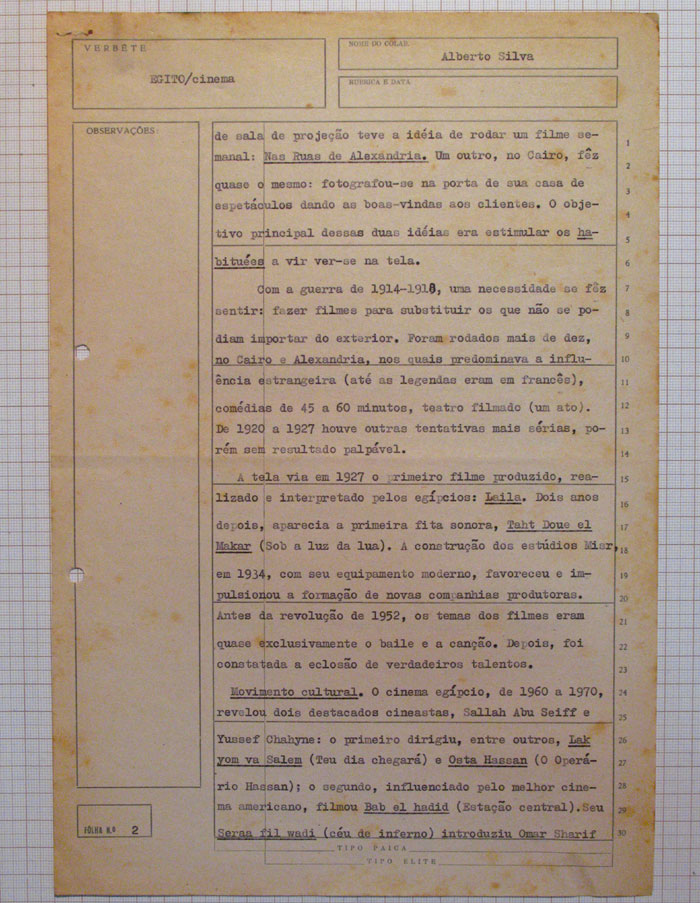 VERBETE
EGITO/cinema
NOME DO COLAB.
Alberto Silva
RUBRICA E DATA
OBSERVAÇÕES:
de sala de projeção teve a idéia de rodar um filme se- 1
manal: Nas Ruas de Alexandria. Um outro, no Cairo, fêz 2
quase o mesmo: fotografou-se na porta de sua casa de 3
espetáculos dando as boas-vindas aos clientes. O obje- 4
tivo principal dessas duas idéias era estimular os ha- 5
bituées a vir ver-se na tela. 6
Com a guerra de 1914-1918, uma necessidade se fêz 7
sentir: fazer filmes para substituir os que não se po- 8
diam importar do exterior. Foram rodados mais de dez, 9
no Cairo e Alexandria, nos quais predominava a influ- 10
ência estrangeira (até as legendas eram em francês), 11
comédias de 45 a 60 minutos, teatro filmado (um ato). 12
De 1920 a 1927 houve outras tentativas mais sérias, po- 13
rém sem resultado palpável. 14
A tela via em 1927 o primeiro filme produzido, rea- 15
lizado e interpretado pelos egípcios: Laila. Dois anos 16
depois, aparecia a primeira fita sonora, Taht Doue el 17
Makar (Sob a luz da lua). A construção dos estúdios Misr, 18
em 1934, com seu equipamento moderno, favoreceu e im- 19
pulsionou a formação de novas companhias produtoras. 20
Antes da revolução de 1952, os temas dos filmes eram 21
quase exclusivamente o baile e a canção. Depois, foi 22
constatada a eclosão de verdadeiros talentos. 23
Movimento cultural. O cinema egípcio, de 1960 a 1970, 24
revelou dois destacados cineastas, Sallah Abu Seiff e 25
Yussef Chahyne: o primeiro dirigiu, entre outros, Lak 26
yom va Salem (Teu dia chegará) e Osta Hassan (O Operá- 27
rio Hassan); o segundo, influenciado pelo melhor cine- 28
ma americano, filmou Bab el hadid (Estação central).Seu 29
Seraa fil wadi (céu de inferno) introduziu Omar Sharif 30
FÔLHA N.º 2
TIPO PAICA
TIPO ELITE